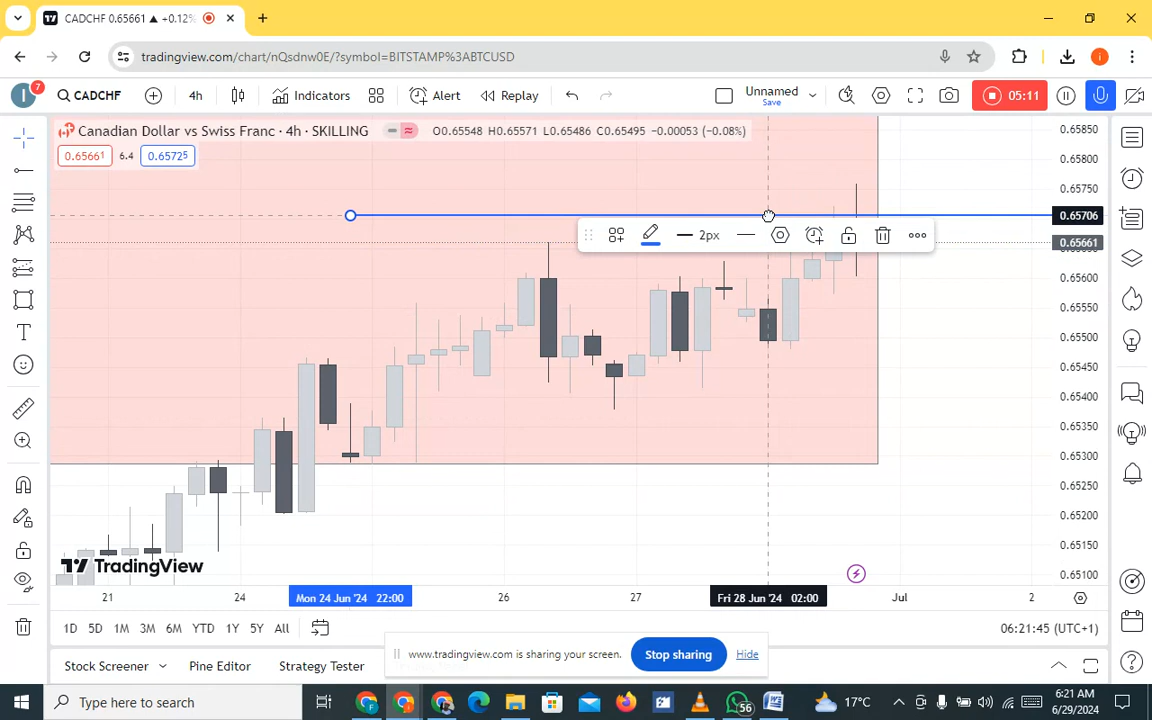 CADCHF 0.65661 ▲ +0.12%
tradingview.com/chart/nQsdnw0E/?symbol=BITSTAMP%3ABTCUSD
I 7 CADCHF 4h Indicators Alert Replay Unnamed Save 05:11
Canadian Dollar vs Swiss Franc · 4h · SKILLING O0.65548 H0.65571 L0.65486 C0.65495 −0.00053 (−0.08%)
0.65661 6.4 0.65725
0.65850
0.65800
0.65750
0.65706
0.65661
2px
0.65600
0.65550
0.65500
0.65450
0.65400
0.65350
0.65300
0.65250
0.65200
0.65150
0.65100
TradingView
21 24 Mon 24 Jun '24 22:00 26 27 Fri 28 Jun '24 02:00 Jul 2
1D 5D 1M 3M 6M YTD 1Y 5Y All 06:21:45 (UTC+1)
www.tradingview.com is sharing your screen. Stop sharing Hide
Stock Screener Pine Editor Strategy Tester
Type here to search 56 17°C 6:21 AM
6/29/2024